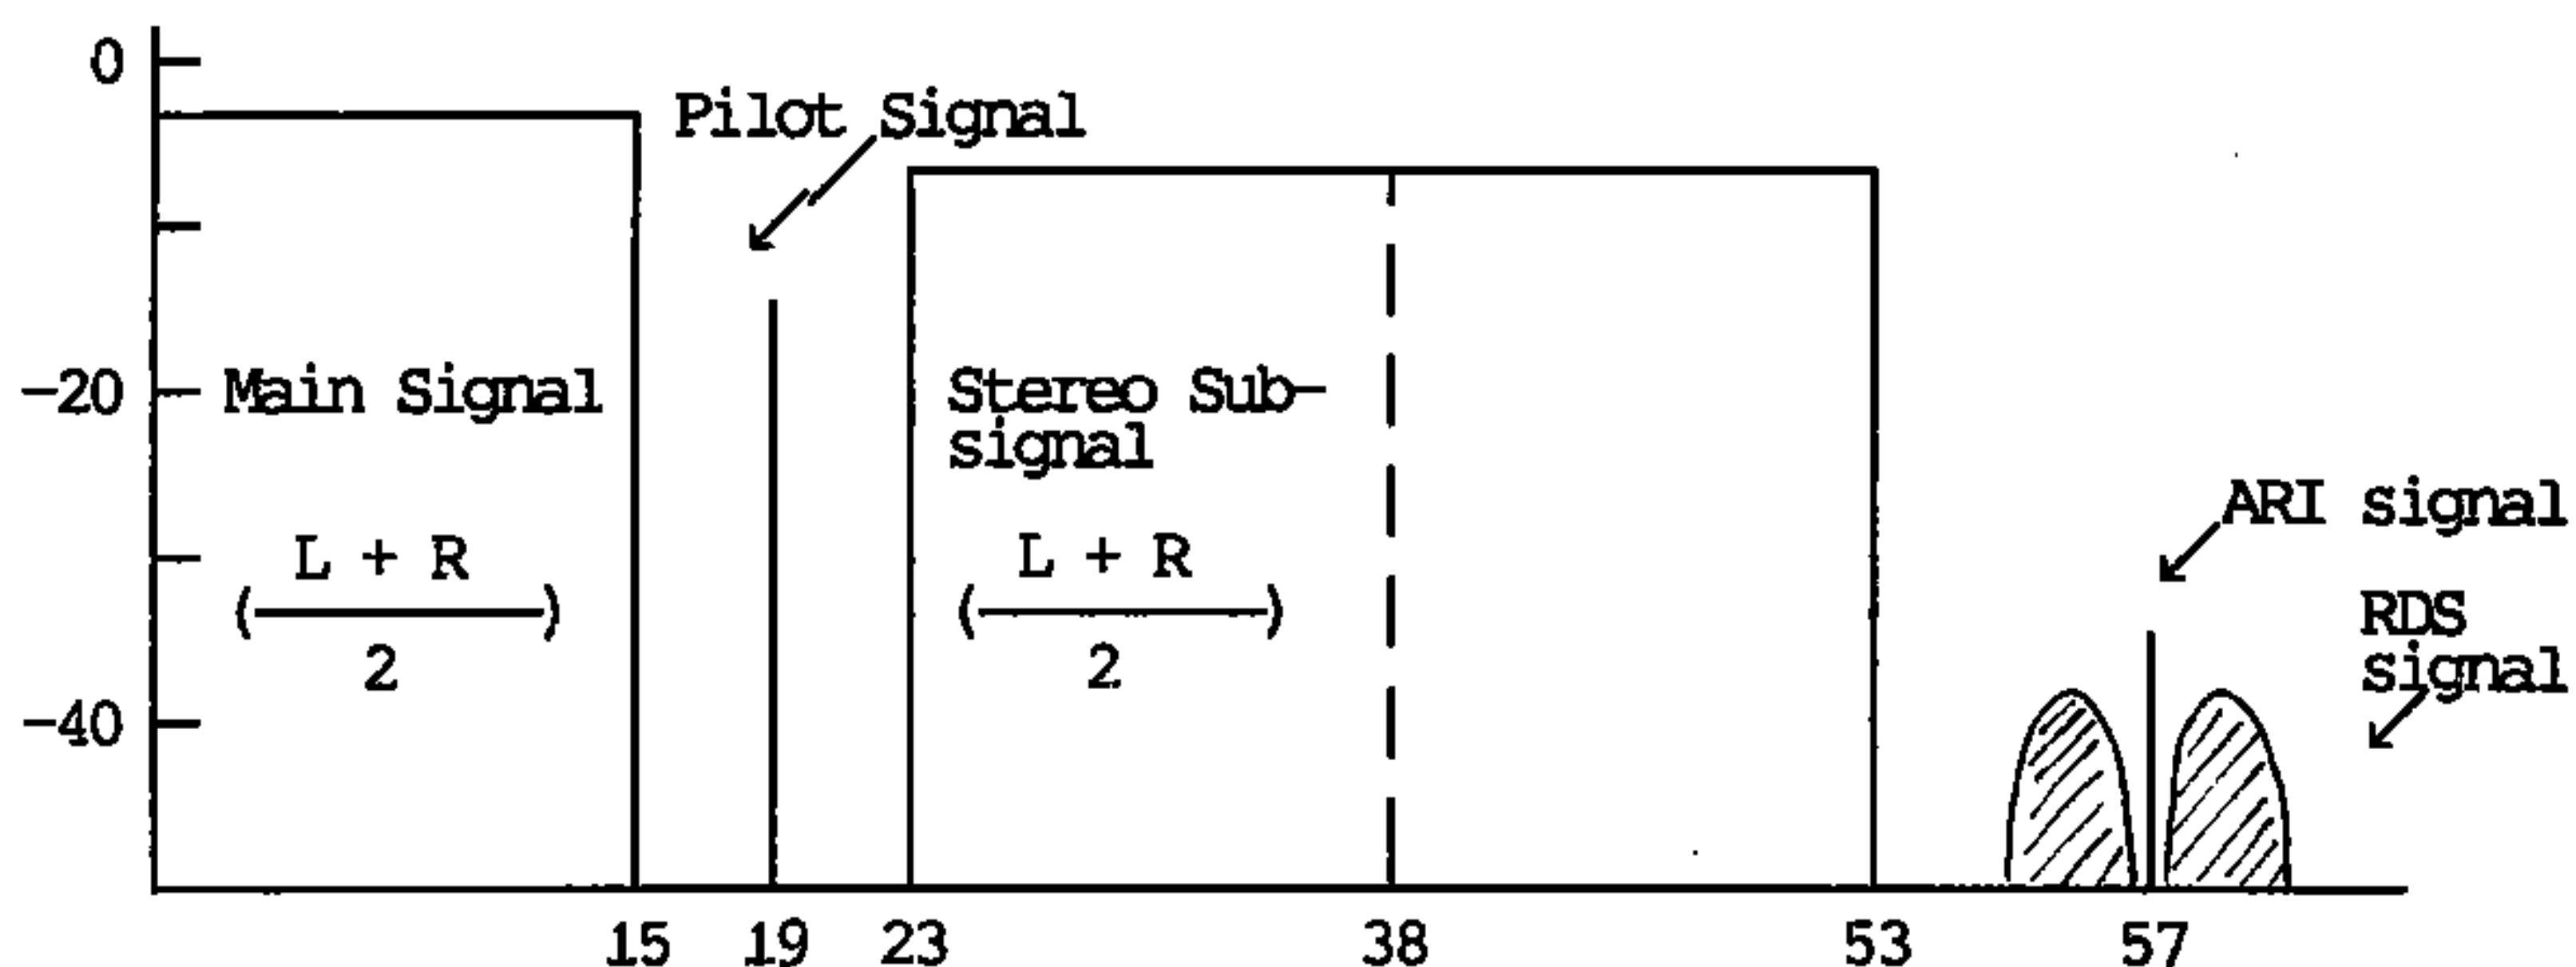 0
-20
-40
Pilot Signal
Main Signal
L + R
(———)
2
Stereo Sub-
signal
L + R
(———)
2
ARI signal
RDS
signal
15 19 23 38 53 57